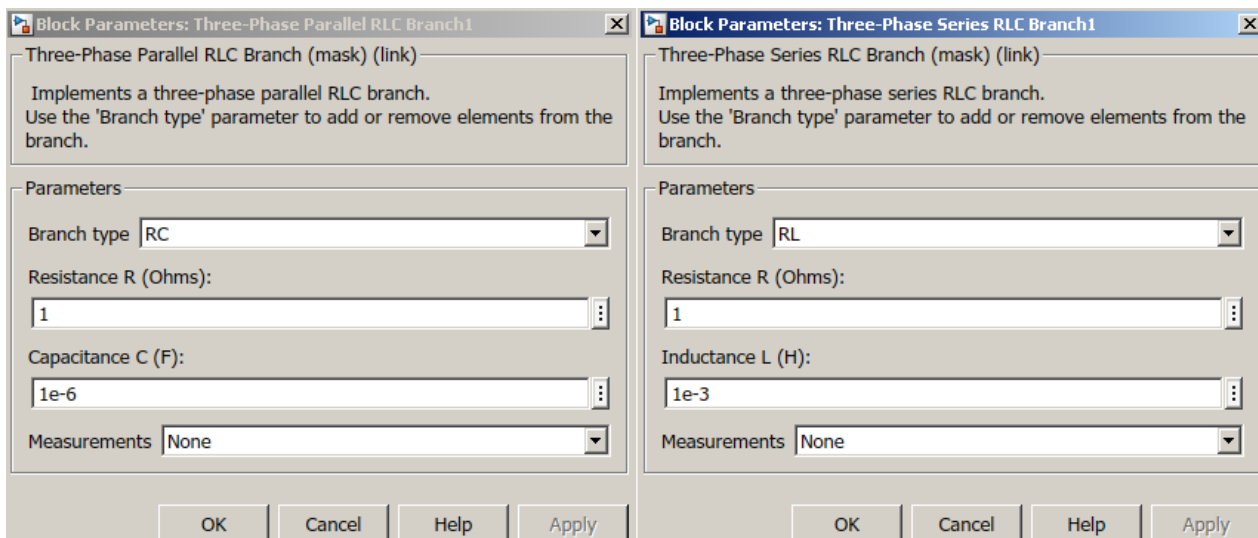 Block Parameters: Three-Phase Parallel RLC Branch1
Three-Phase Parallel RLC Branch (mask) (link)
Implements a three-phase parallel RLC branch.
Use the 'Branch type' parameter to add or remove elements from the
branch.
Parameters
Branch type RC
Resistance R (Ohms):
1
Capacitance C (F):
1e-6
Measurements None
OK Cancel Help Apply
Block Parameters: Three-Phase Series RLC Branch1
Three-Phase Series RLC Branch (mask) (link)
Implements a three-phase series RLC branch.
Use the 'Branch type' parameter to add or remove elements from the
branch.
Parameters
Branch type RL
Resistance R (Ohms):
1
Inductance L (H):
1e-3
Measurements None
OK Cancel Help Apply